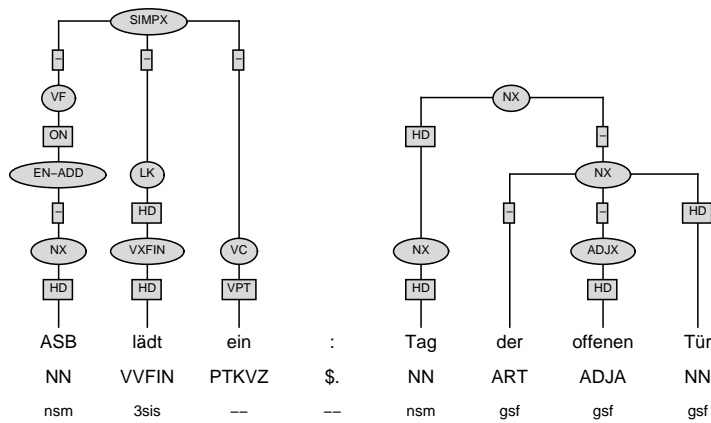 SIMPX
– – –
VF NX
ON HD –
EN–ADD LK NX
– HD – – HD
NX VXFIN VC NX ADJX
HD HD VPT HD HD
ASB lädt ein : Tag der offenen Tür
NN VVFIN PTKVZ $. NN ART ADJA NN
nsm 3sis –– –– nsm gsf gsf gsf